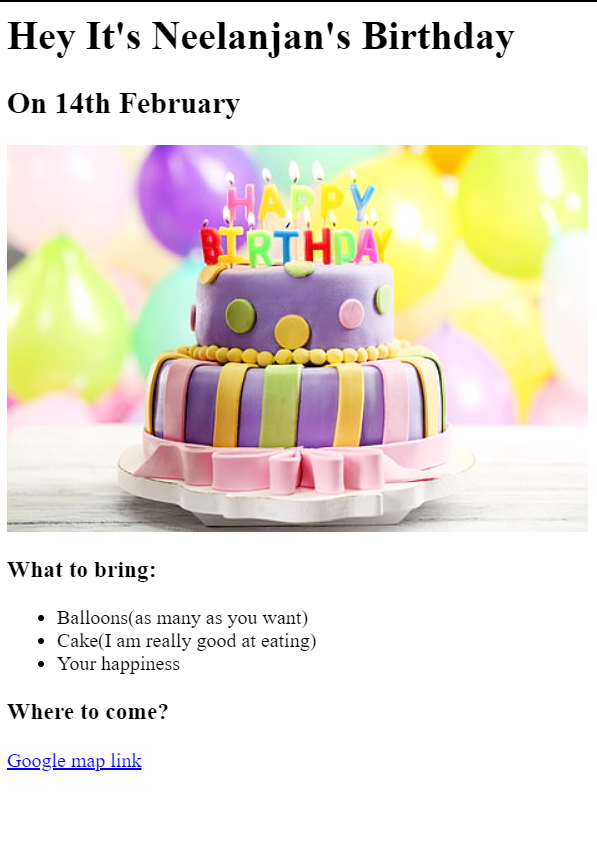 Hey It's Neelanjan's Birthday
On 14th February
HAPPY
BIRTHDAY
What to bring:
Balloons(as many as you want)
Cake(I am really good at eating)
Your happiness
Where to come?
Google map link